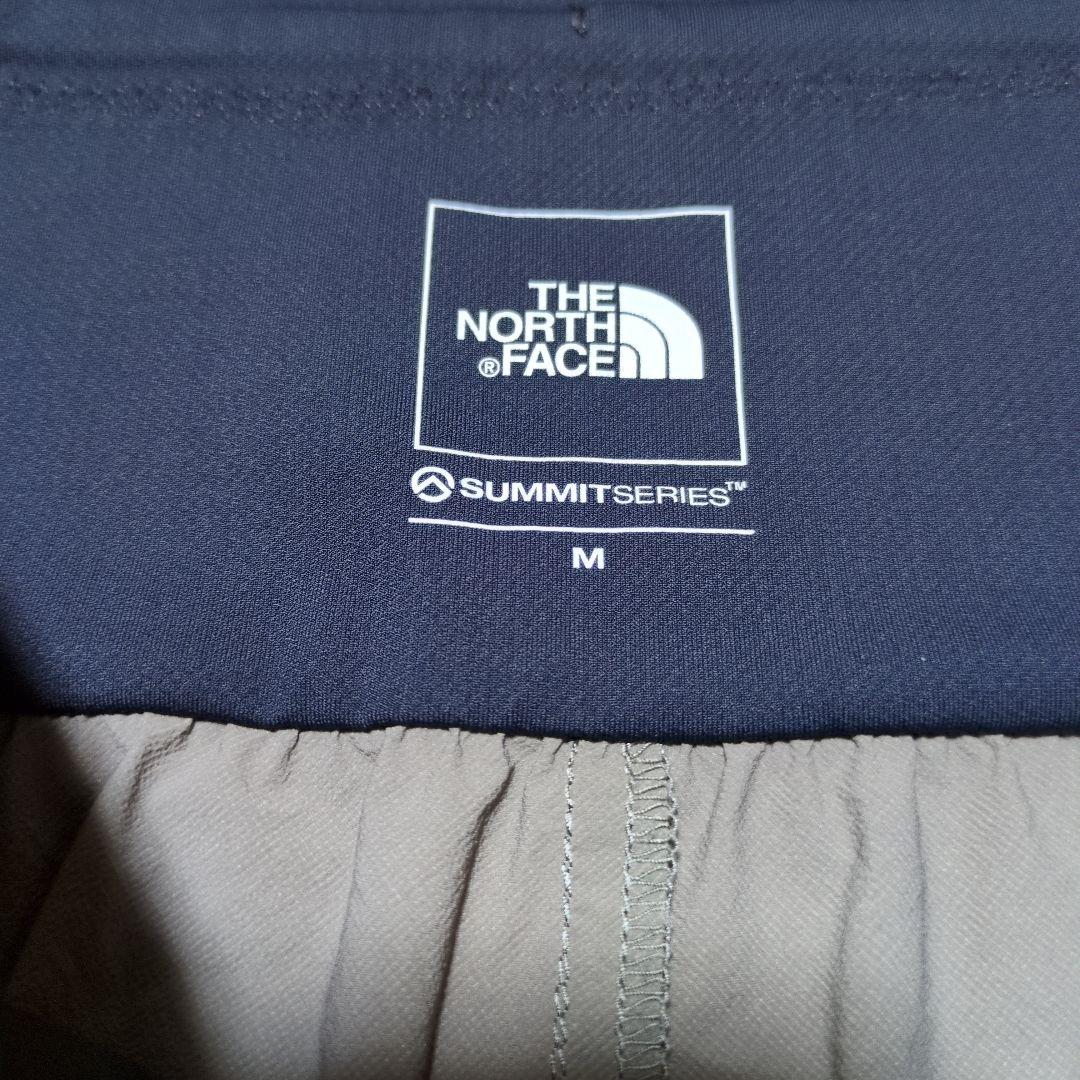 THE
NORTH
®FACE
SUMMITSERIES™
M